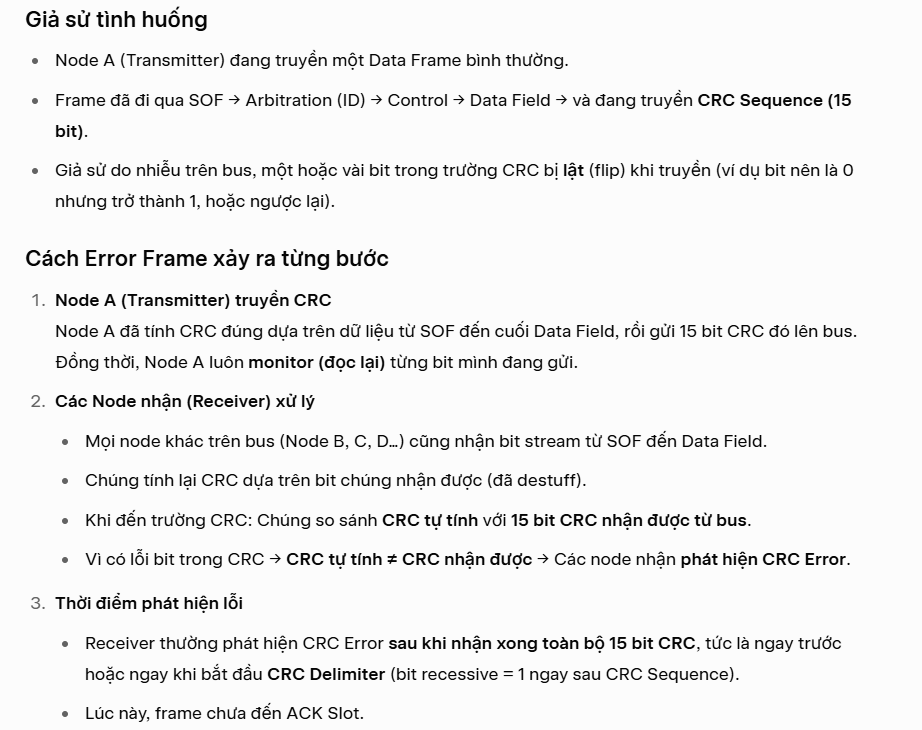 Giả sử tình huống
• Node A (Transmitter) đang truyền một Data Frame bình thường.
• Frame đã đi qua SOF → Arbitration (ID) → Control → Data Field → và đang truyền CRC Sequence (15
bit).
• Giả sử do nhiễu trên bus, một hoặc vài bit trong trường CRC bị lật (flip) khi truyền (ví dụ bit nên là 0
nhưng trở thành 1, hoặc ngược lại).
Cách Error Frame xảy ra từng bước
1. Node A (Transmitter) truyền CRC
Node A đã tính CRC đúng dựa trên dữ liệu từ SOF đến cuối Data Field, rồi gửi 15 bit CRC đó lên bus.
Đồng thời, Node A luôn monitor (đọc lại) từng bit mình đang gửi.
2. Các Node nhận (Receiver) xử lý
• Mọi node khác trên bus (Node B, C, D…) cũng nhận bit stream từ SOF đến Data Field.
• Chúng tính lại CRC dựa trên bit chúng nhận được (đã destuff).
• Khi đến trường CRC: Chúng so sánh CRC tự tính với 15 bit CRC nhận được từ bus.
• Vì có lỗi bit trong CRC → CRC tự tính ≠ CRC nhận được → Các node nhận phát hiện CRC Error.
3. Thời điểm phát hiện lỗi
• Receiver thường phát hiện CRC Error sau khi nhận xong toàn bộ 15 bit CRC, tức là ngay trước
hoặc ngay khi bắt đầu CRC Delimiter (bit recessive = 1 ngay sau CRC Sequence).
• Lúc này, frame chưa đến ACK Slot.